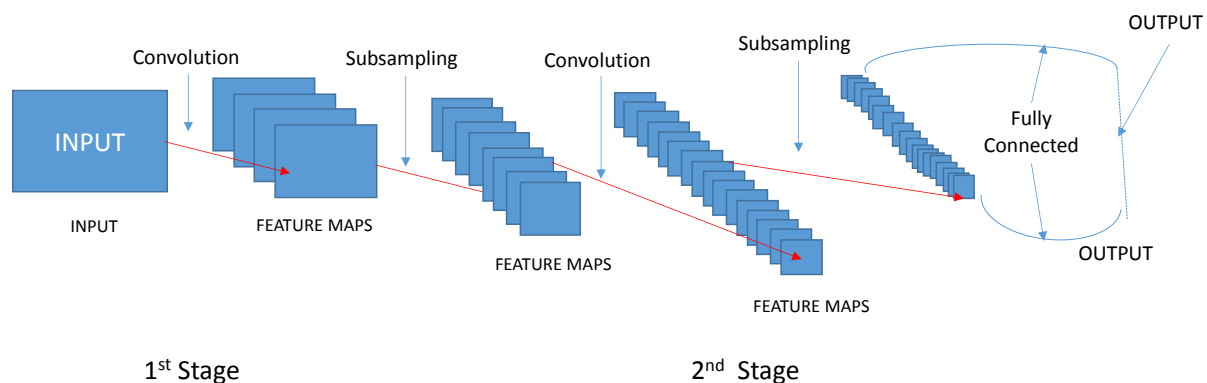 OUTPUT
Convolution
Subsampling
Convolution
Subsampling
INPUT
Fully
Connected
INPUT
FEATURE MAPS
FEATURE MAPS
FEATURE MAPS
OUTPUT
1st Stage
2nd Stage